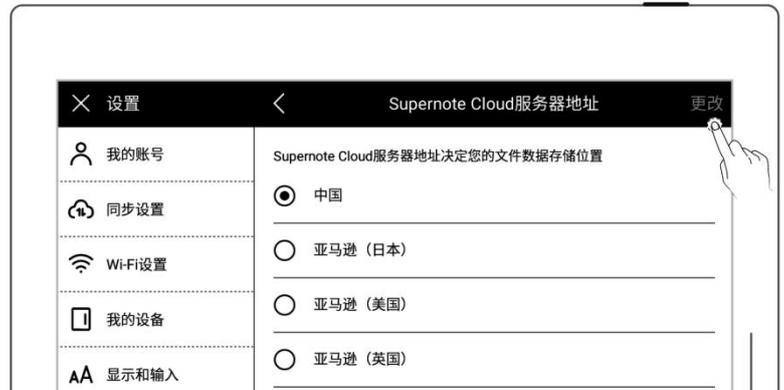 设置
Supernote Cloud服务器地址
更改
我的账号
同步设置
Wi-Fi设置
我的设备
AA 显示和输入
Supernote Cloud服务器地址决定您的文件数据存储位置
中国
亚马逊（日本）
亚马逊（美国）
亚马逊（英国）